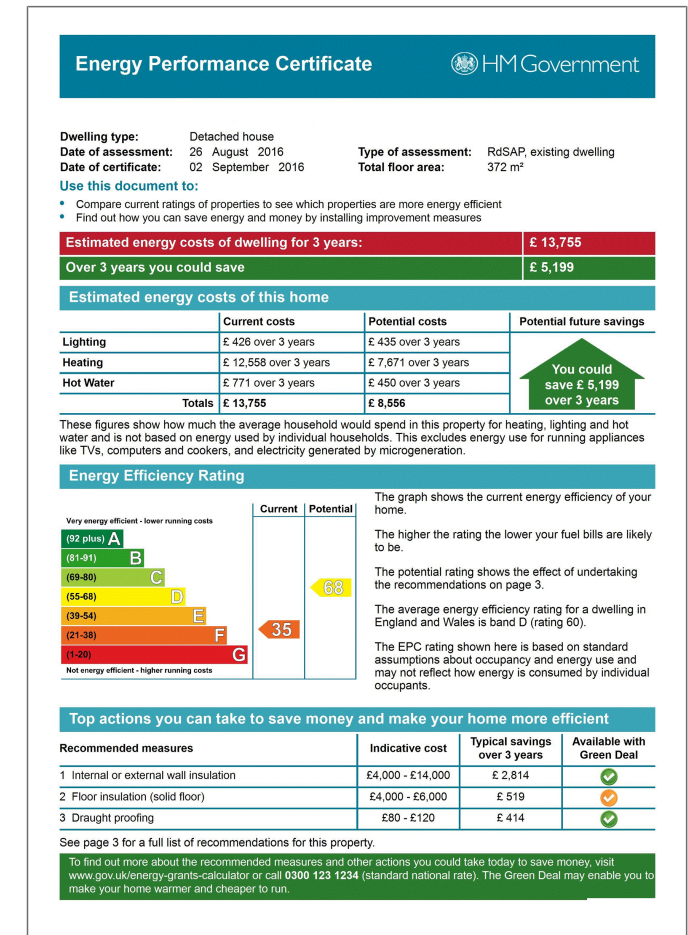 Energy Performance Certificate
HM Government
Dwelling type: Detached house
Date of assessment: 26 August 2016
Date of certificate: 02 September 2016
Type of assessment: RdSAP, existing dwelling
Total floor area: 372 m²
Use this document to:
• Compare current ratings of properties to see which properties are more energy efficient
• Find out how you can save energy and money by installing improvement measures
Estimated energy costs of dwelling for 3 years: £ 13,755
Over 3 years you could save £ 5,199
Estimated energy costs of this home
Current costs Potential costs Potential future savings
Lighting £ 426 over 3 years £ 435 over 3 years
Heating £ 12,558 over 3 years £ 7,671 over 3 years
Hot Water £ 771 over 3 years £ 450 over 3 years
Totals £ 13,755 £ 8,556
You could
save £ 5,199
over 3 years
These figures show how much the average household would spend in this property for heating, lighting and hot
water and is not based on energy used by individual households. This excludes energy use for running appliances
like TVs, computers and cookers, and electricity generated by microgeneration.
Energy Efficiency Rating
Current Potential
Very energy efficient - lower running costs
(92 plus) A
(81-91) B
(69-80) C
(55-68) D
(39-54) E
(21-38) F
(1-20) G
Not energy efficient - higher running costs
35
68
The graph shows the current energy efficiency of your
home.
The higher the rating the lower your fuel bills are likely
to be.
The potential rating shows the effect of undertaking
the recommendations on page 3.
The average energy efficiency rating for a dwelling in
England and Wales is band D (rating 60).
The EPC rating shown here is based on standard
assumptions about occupancy and energy use and
may not reflect how energy is consumed by individual
occupants.
Top actions you can take to save money and make your home more efficient
Recommended measures Indicative cost Typical savings over 3 years Available with Green Deal
1 Internal or external wall insulation £4,000 - £14,000 £ 2,814
2 Floor insulation (solid floor) £4,000 - £6,000 £ 519
3 Draught proofing £80 - £120 £ 414
See page 3 for a full list of recommendations for this property.
To find out more about the recommended measures and other actions you could take today to save money, visit
www.gov.uk/energy-grants-calculator or call 0300 123 1234 (standard national rate). The Green Deal may enable you to
make your home warmer and cheaper to run.